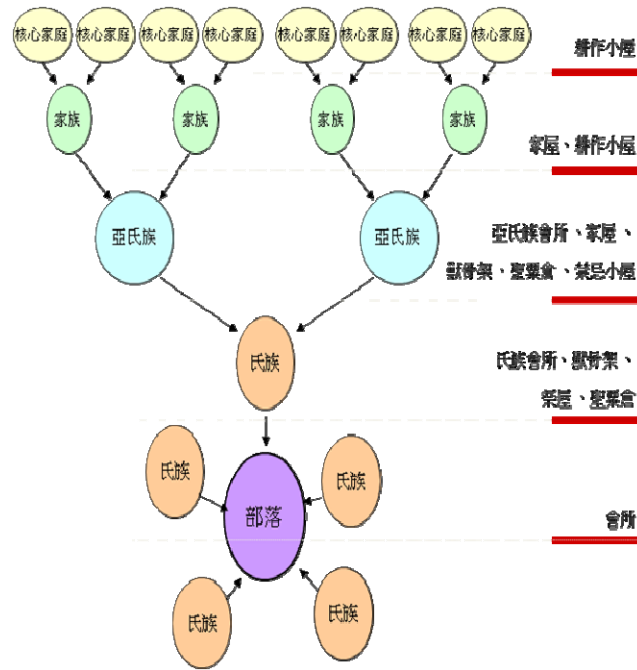 核心家庭 核心家庭 核心家庭 核心家庭 核心家庭 核心家庭 核心家庭 核心家庭
耕作小屋
家族 家族 家族 家族
家屋、耕作小屋
亞氏族 亞氏族
亞氏族會所、家屋、
獸骨架、聖粟倉、禁忌小屋
氏族
氏族會所、獸骨架、
祭屋、聖粟倉
氏族 氏族
部落
會所
氏族 氏族